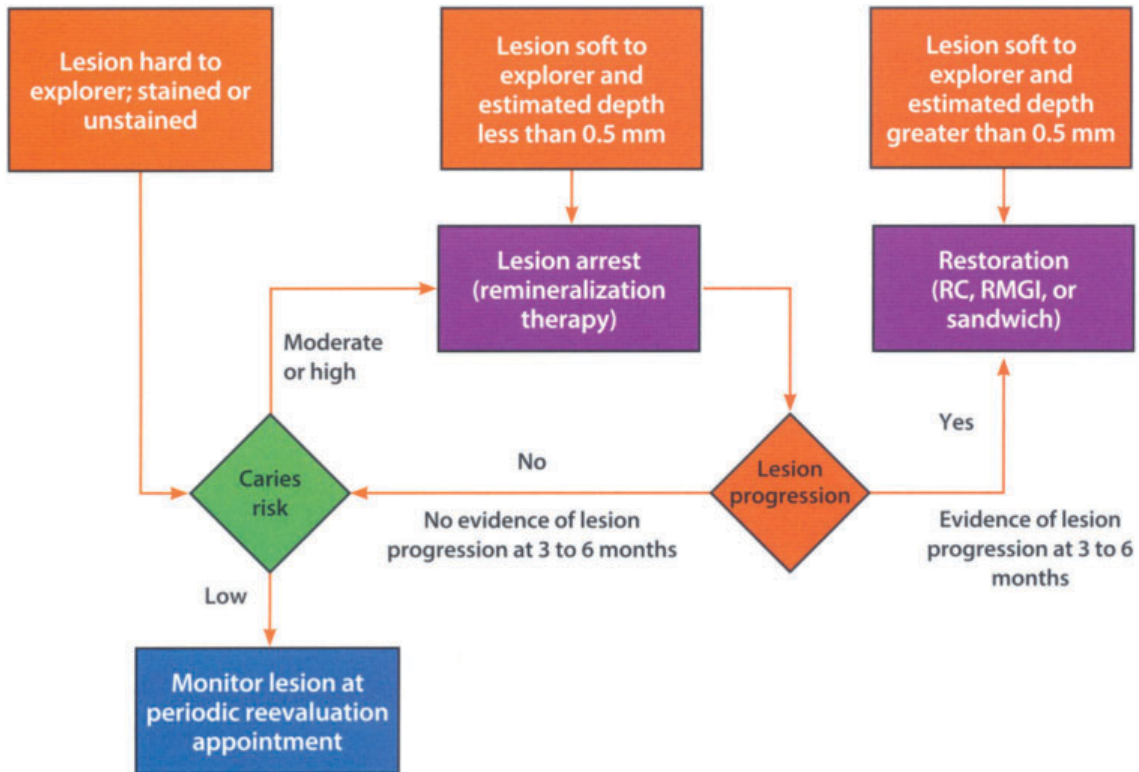 Lesion hard to
explorer; stained or
unstained
Lesion soft to
explorer and
estimated depth
less than 0.5 mm
Lesion soft to
explorer and
estimated depth
greater than 0.5 mm
Lesion arrest
(remineralization
therapy)
Restoration
(RC, RMGI, or
sandwich)
Moderate
or high
Yes
No
Caries
risk
Lesion
progression
No evidence of lesion
progression at 3 to 6 months
Evidence of lesion
progression at 3 to 6
months
Low
Monitor lesion at
periodic reevaluation
appointment